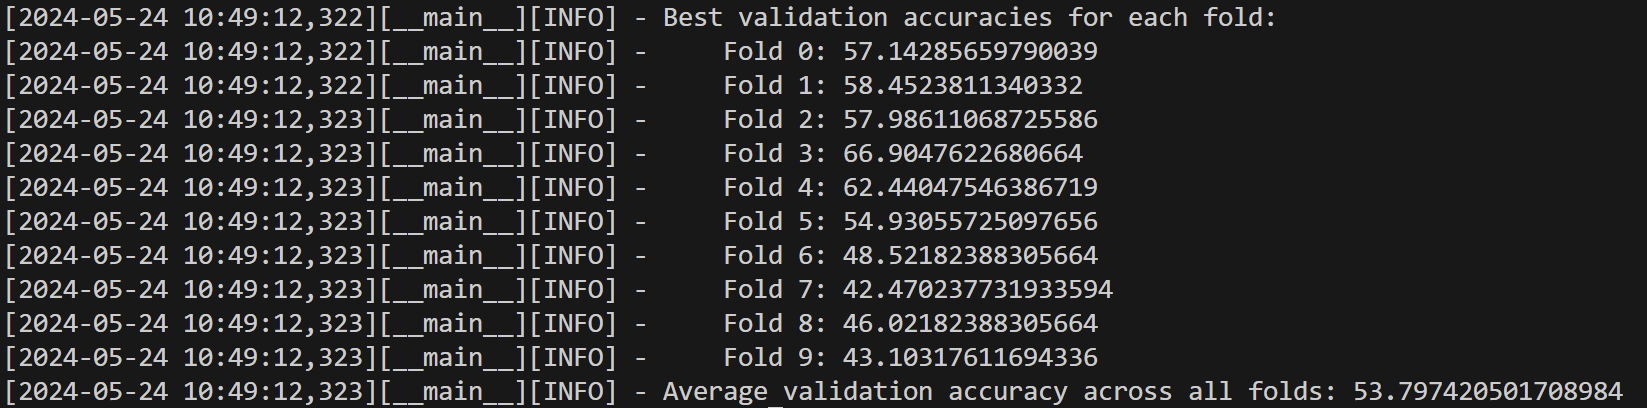 [2024-05-24 10:49:12,322][__main__][INFO] - Best validation accuracies for each fold:
[2024-05-24 10:49:12,322][__main__][INFO] -     Fold 0: 57.14285659790039
[2024-05-24 10:49:12,322][__main__][INFO] -     Fold 1: 58.4523811340332
[2024-05-24 10:49:12,323][__main__][INFO] -     Fold 2: 57.98611068725586
[2024-05-24 10:49:12,323][__main__][INFO] -     Fold 3: 66.9047622680664
[2024-05-24 10:49:12,323][__main__][INFO] -     Fold 4: 62.44047546386719
[2024-05-24 10:49:12,323][__main__][INFO] -     Fold 5: 54.93055725097656
[2024-05-24 10:49:12,323][__main__][INFO] -     Fold 6: 48.52182388305664
[2024-05-24 10:49:12,323][__main__][INFO] -     Fold 7: 42.470237731933594
[2024-05-24 10:49:12,323][__main__][INFO] -     Fold 8: 46.02182388305664
[2024-05-24 10:49:12,323][__main__][INFO] -     Fold 9: 43.10317611694336
[2024-05-24 10:49:12,323][__main__][INFO] - Average validation accuracy across all folds: 53.797420501708984